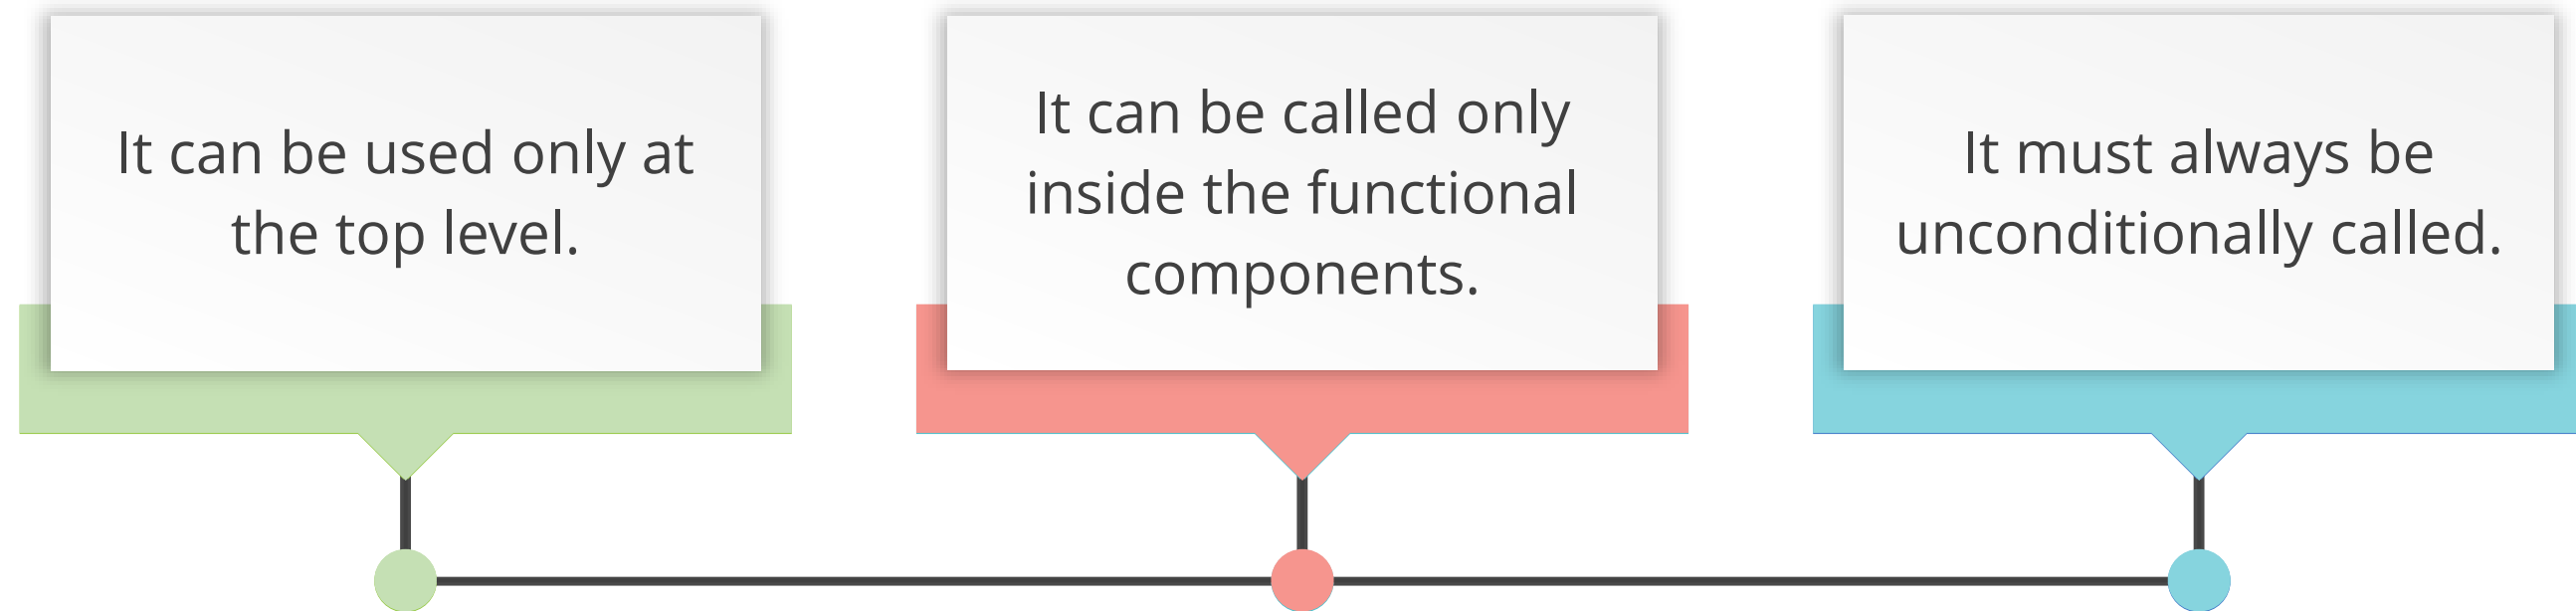 It can be used only at
the top level.
It can be called only
inside the functional
components.
It must always be
unconditionally called.